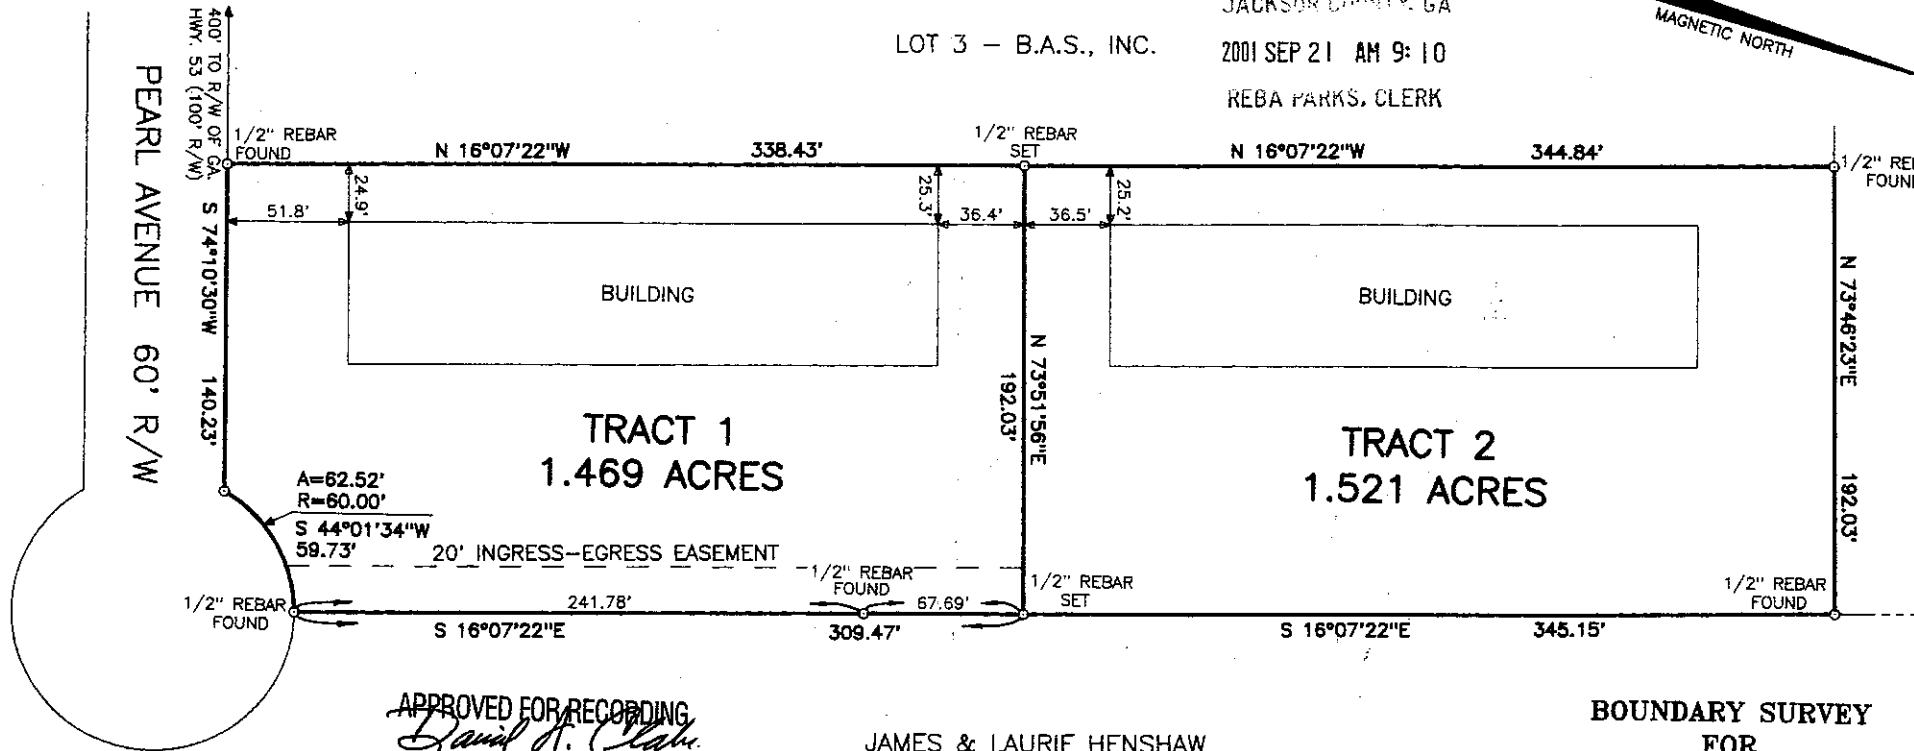 JACKSON COUNTY, GA
LOT 3 – B.A.S., INC.
2001 SEP 21 AM 9:10
REBA PARKS, CLERK
MAGNETIC NORTH
400' TO R/W OF GA.
HWY. 53 (100' R/W)
PEARL AVENUE 60' R/W
1/2" REBAR
FOUND
N 16°07'22"W
338.43'
1/2" REBAR
SET
N 16°07'22"W
344.84'
FOUND
S 74°10'30"W 140.23'
51.8'
24.9'
25.3'
36.4'
36.5'
25.2'
BUILDING
BUILDING
N 73°46'23"E 192.03'
N 73°51'56"E
192.03'
TRACT 1
1.469 ACRES
TRACT 2
1.521 ACRES
A=62.52'
R=60.00'
S 44°01'34"W
59.73'
20' INGRESS–EGRESS EASEMENT
1/2" REBAR
FOUND
1/2" REBAR
FOUND
1/2" REBAR
SET
1/2" REBAR
FOUND
241.78'
67.69'
S 16°07'22"E
309.47'
S 16°07'22"E
345.15'
APPROVED FOR RECORDING
JAMES & LAURIE HENSHAW
BOUNDARY SURVEY
FOR